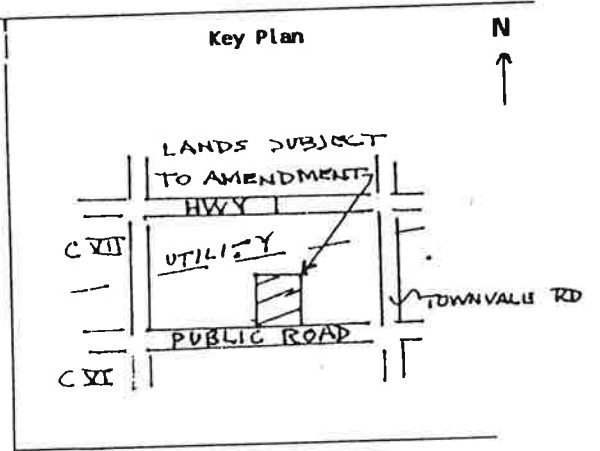 Key Plan
N
LANDS SUBJECT
TO AMENDMENT
HWY
C VII
UTILITY
TOWNVALE RD
PUBLIC ROAD
C VI